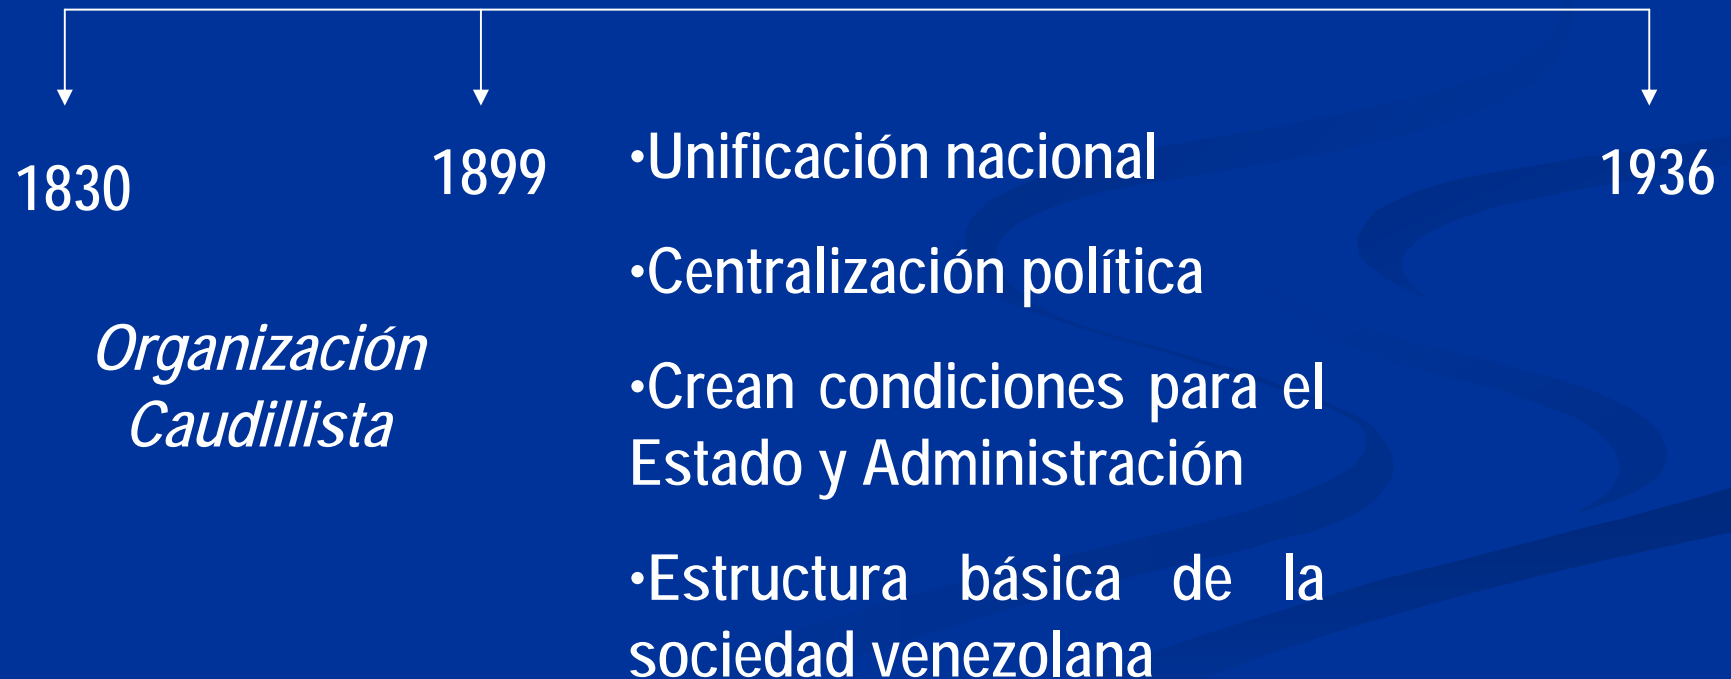 1830
1899
1936
Organización
Caudillista
•Unificación nacional
•Centralización política
•Crean condiciones para el
Estado y Administración
•Estructura básica de la
sociedad venezolana